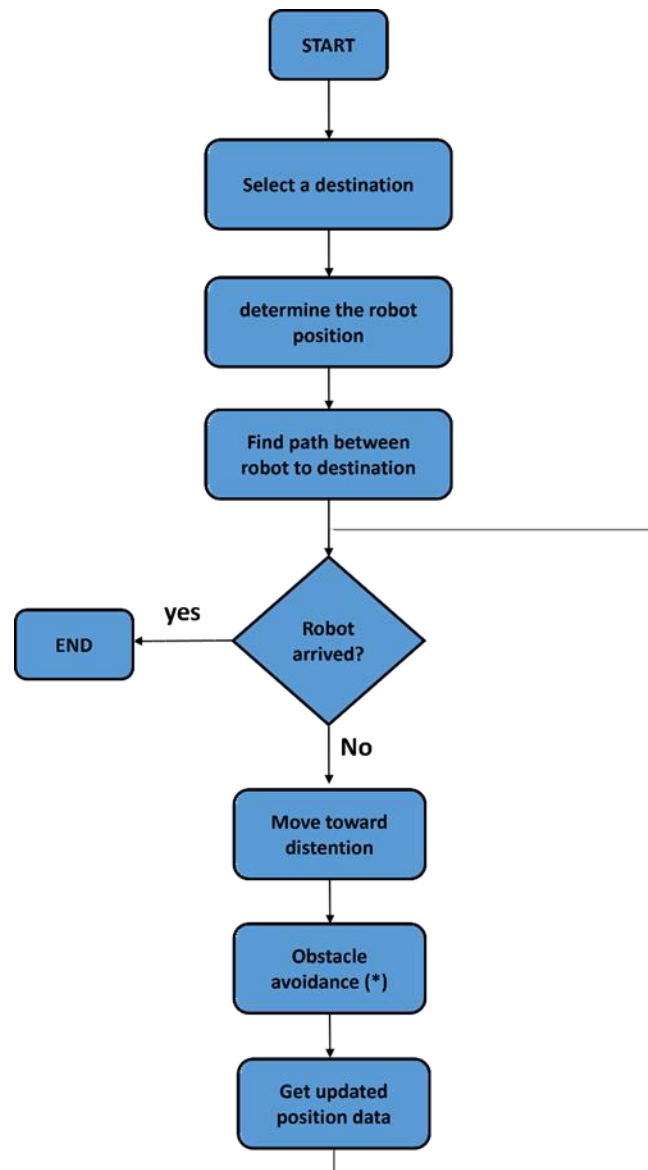 START
Select a destination
determine the robot
position
Find path between
robot to destination
yes
END
Robot
arrived?
No
Move toward
distention
Obstacle
avoidance (*)
Get updated
position data